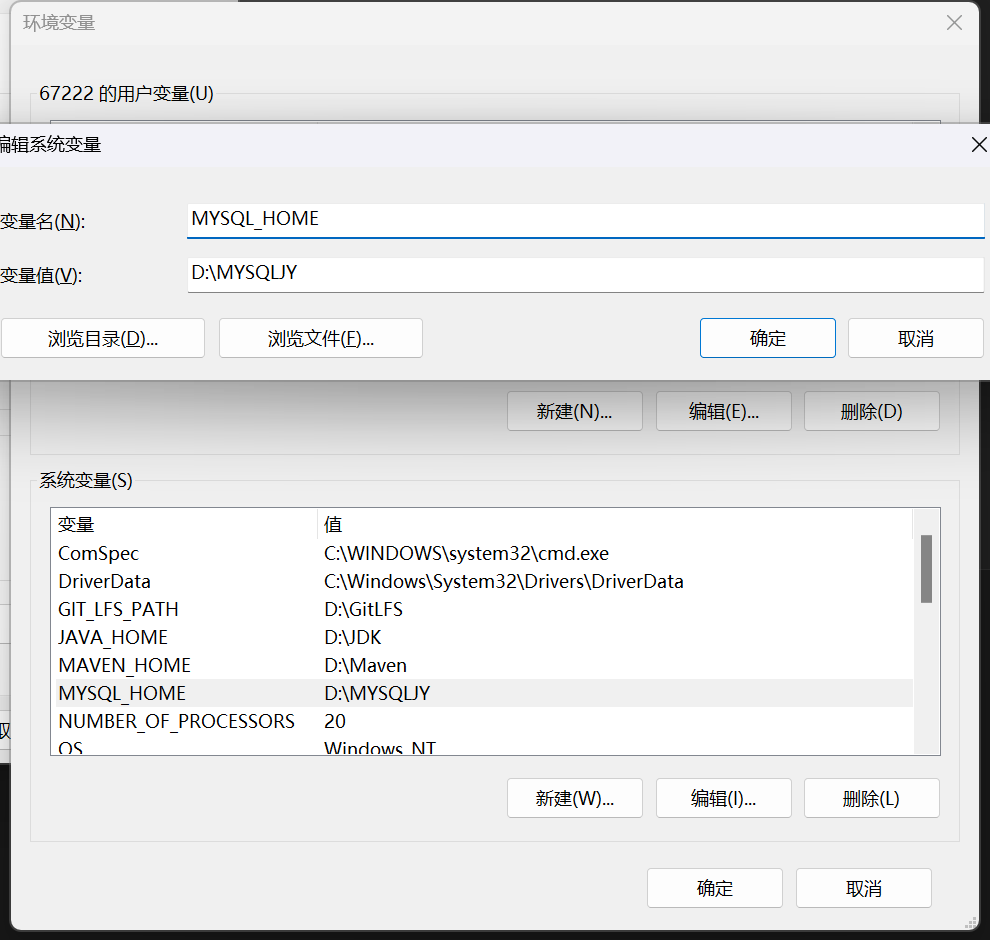 环境变量
67222 的用户变量(U)
编辑系统变量
变量名(N):
MYSQL_HOME
变量值(V):
D:\MYSQLJY
浏览目录(D)... 浏览文件(F)... 确定 取消
新建(N)... 编辑(E)... 删除(D)
系统变量(S)
变量 值
ComSpec C:\WINDOWS\system32\cmd.exe
DriverData C:\Windows\System32\Drivers\DriverData
GIT_LFS_PATH D:\GitLFS
JAVA_HOME D:\JDK
MAVEN_HOME D:\Maven
MYSQL_HOME D:\MYSQLJY
NUMBER_OF_PROCESSORS 20
OS Windows_NT
新建(W)... 编辑(I)... 删除(L)
确定 取消